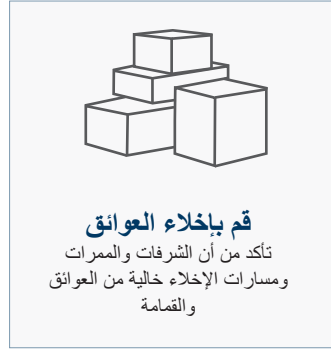 قم بإخلاء العوائق
تأكد من أن الشرفات والممرات
ومسارات الإخلاء خالية من العوائق
والقمامة